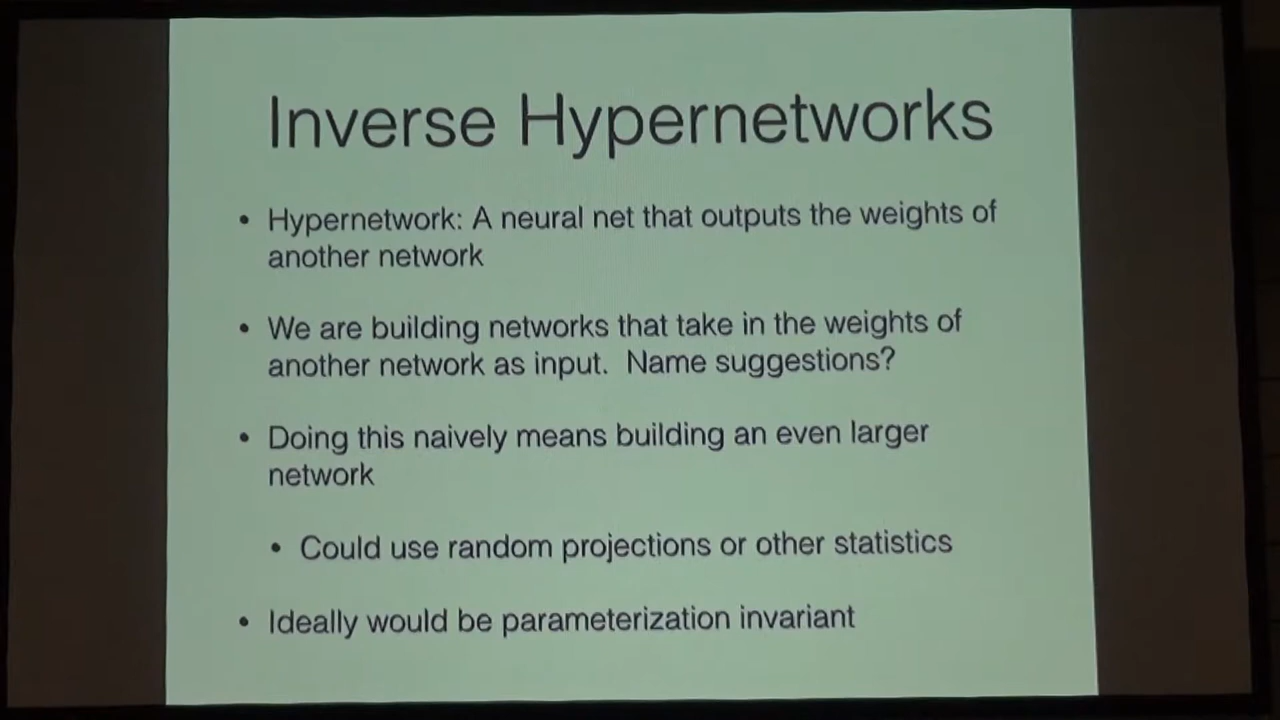 Inverse Hypernetworks
• Hypernetwork: A neural net that outputs the weights of
another network
• We are building networks that take in the weights of
another network as input.  Name suggestions?
• Doing this naively means building an even larger
network
• Could use random projections or other statistics
• Ideally would be parameterization invariant